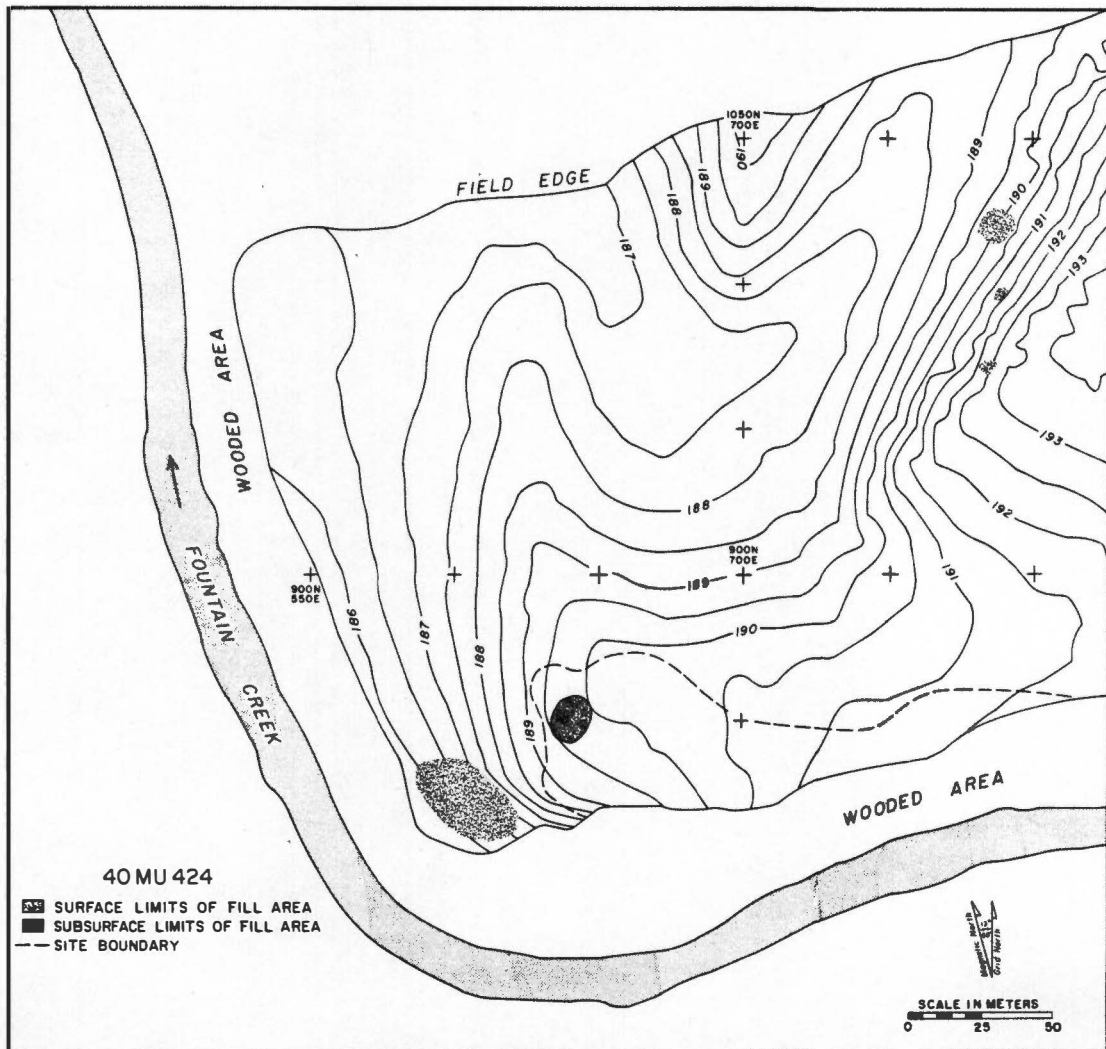 1050N
700E
190
189
188
187
FIELD EDGE
189
190
191
192
193
WOODED AREA
193
192
188
900N
700E
189
191
900N
550E
186
187
188
190
189
FOUNTAIN
CREEK
WOODED AREA
40 MU 424
SURFACE LIMITS OF FILL AREA
SUBSURFACE LIMITS OF FILL AREA
SITE BOUNDARY
Magnetic North
Grid North
SCALE IN METERS
0 25 50